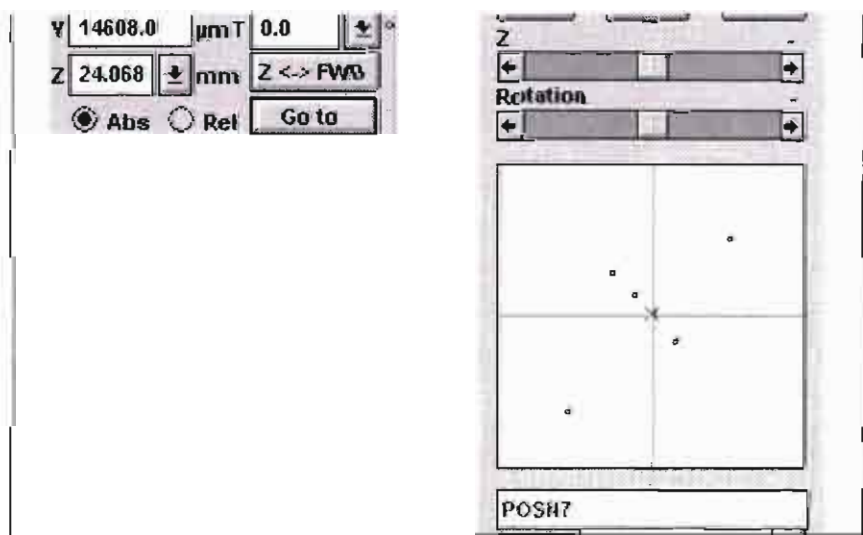 Y 14608.0 µm T 0.0 °
Z 24.068 mm Z <-> FWB
Abs Rel Go to
Z -
Rotation -
POSN7